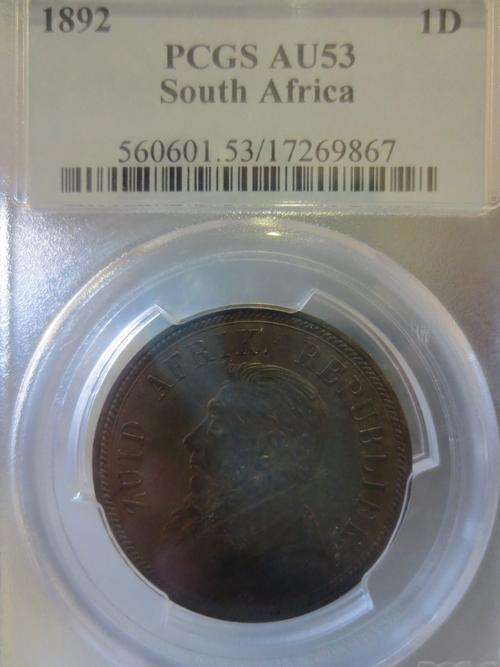 1892 1D
PCGS AU53
South Africa
560601.53/17269867
ZUID AFRIK. REPUBLIEK